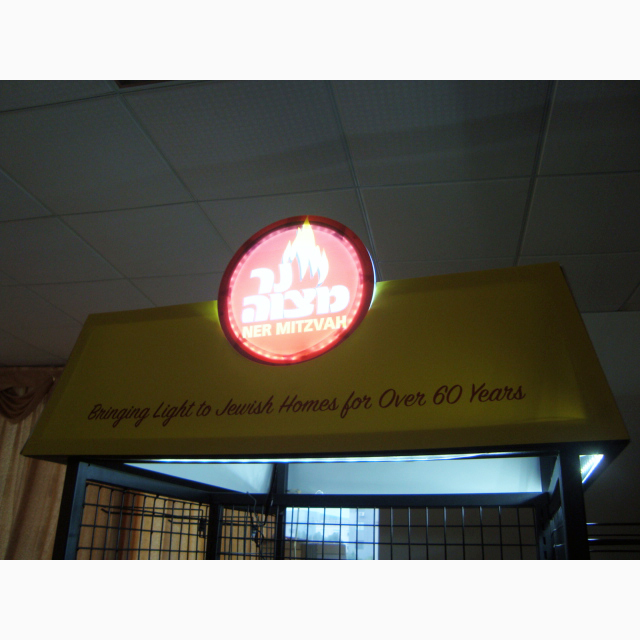 נר
מצוה
NER MITZVAH
Bringing Light to Jewish Homes for Over 60 Years